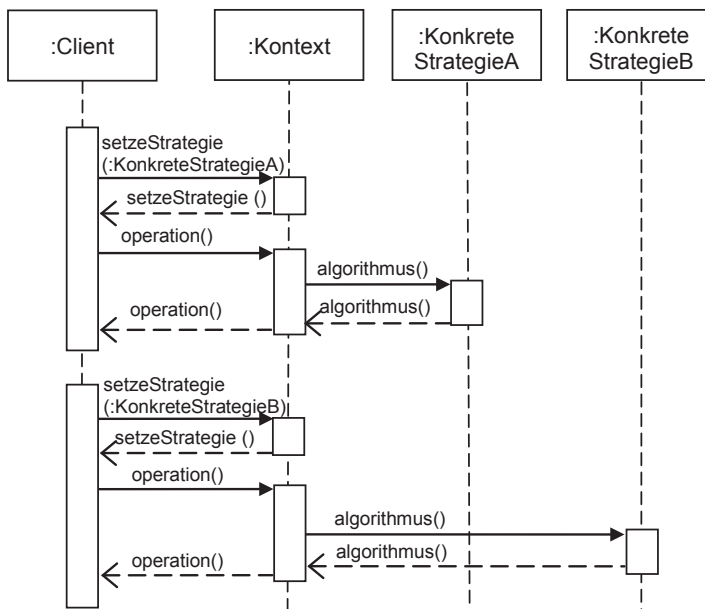 :Client
:Kontext
:Konkrete
StrategieA
:Konkrete
StrategieB
setzeStrategie
(:KonkreteStrategieA)
setzeStrategie ()
operation()
algorithmus()
operation()
algorithmus()
setzeStrategie
(:KonkreteStrategieB)
setzeStrategie ()
operation()
algorithmus()
operation()
algorithmus()